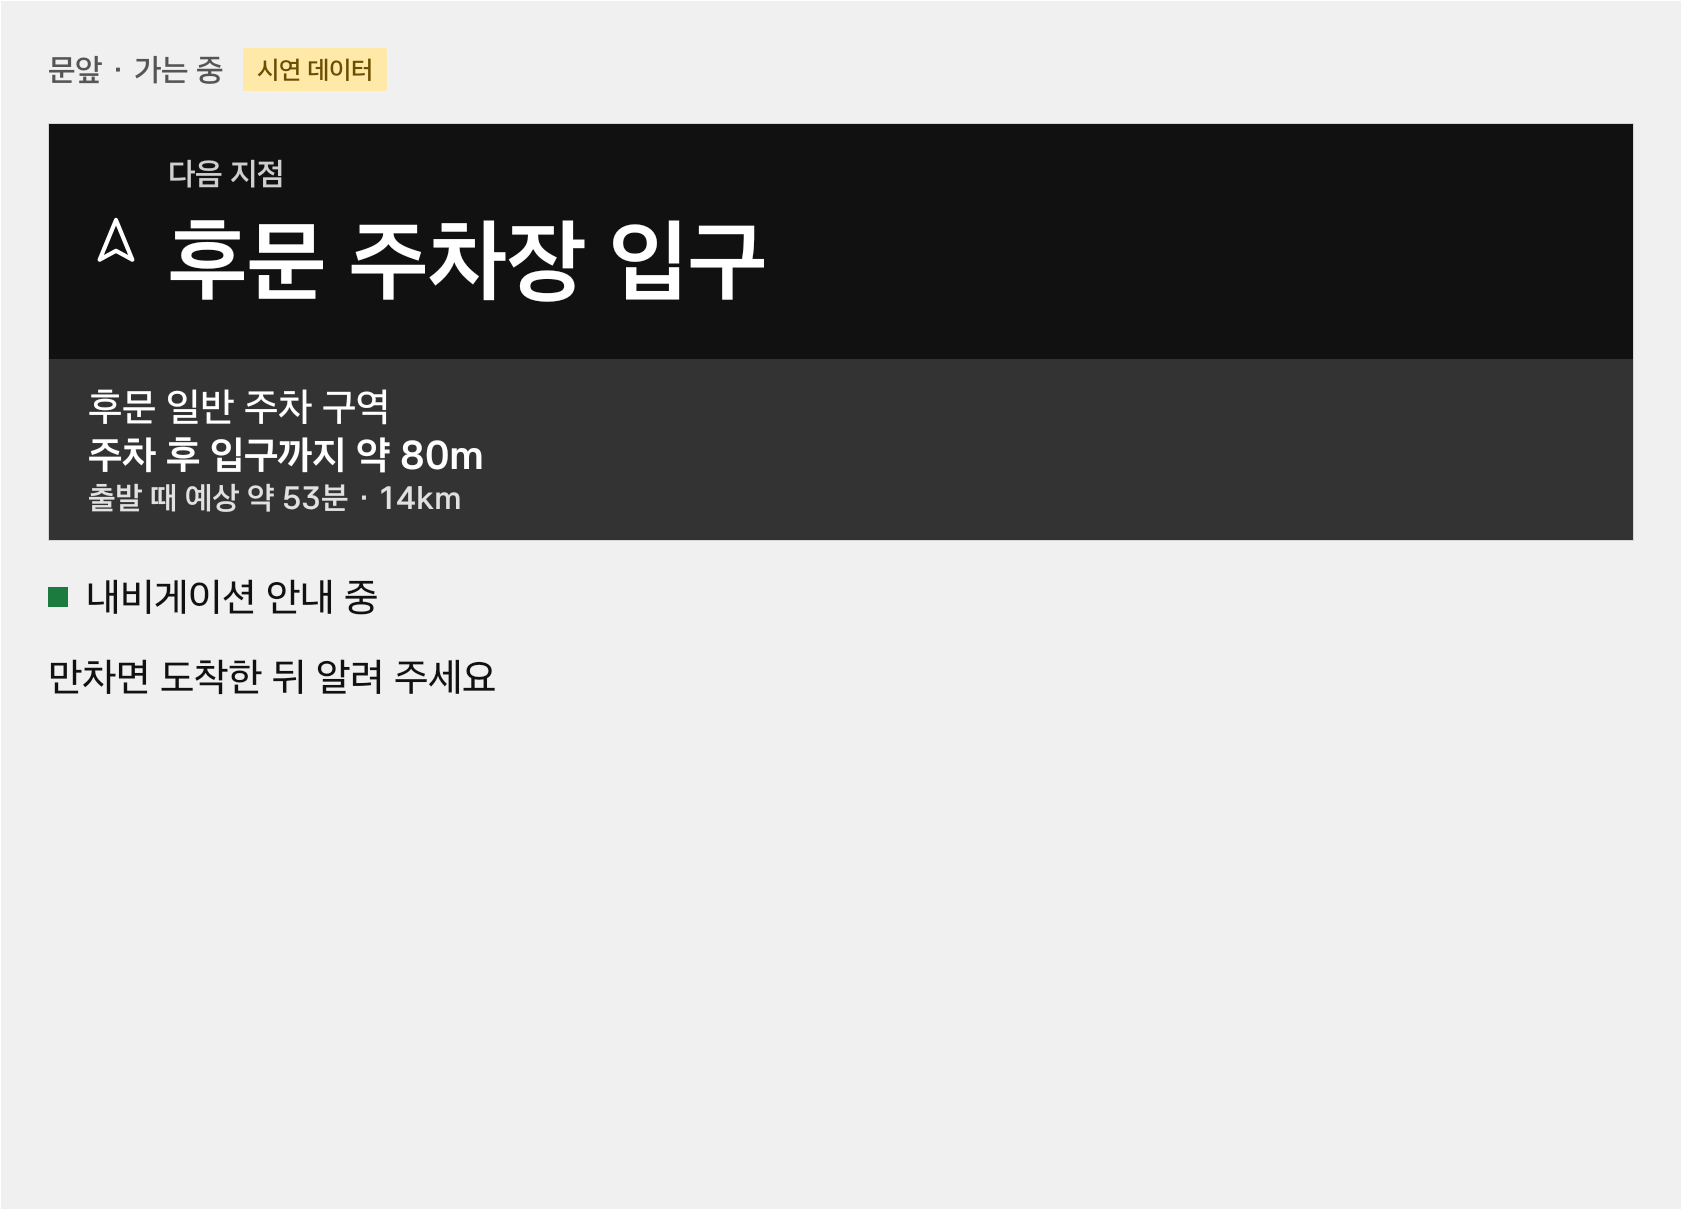 문앞 · 가는 중 시연 데이터
다음 지점
후문 주차장 입구
후문 일반 주차 구역
주차 후 입구까지 약 80m
출발 때 예상 약 53분 · 14km
내비게이션 안내 중
만차면 도착한 뒤 알려 주세요